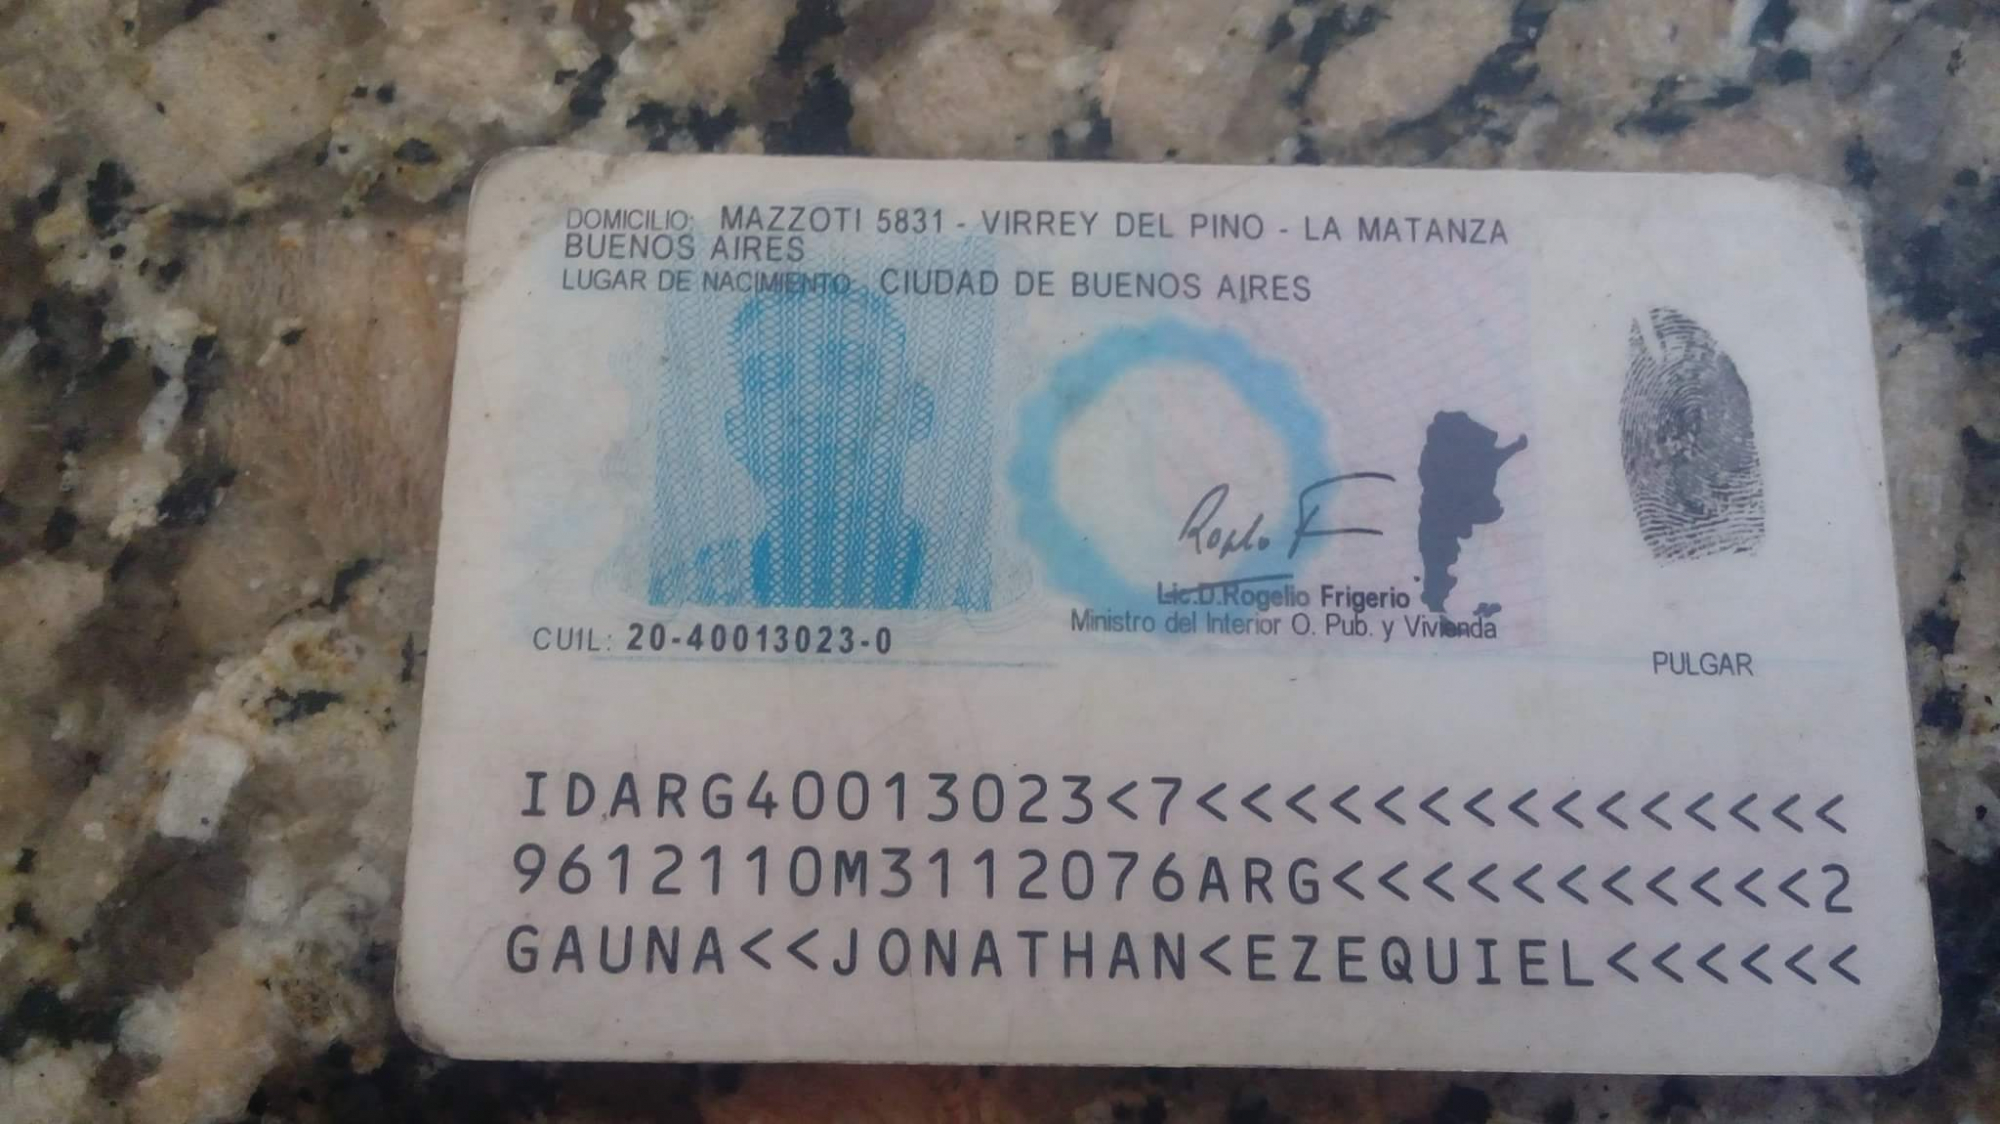 DOMICILIO: MAZZOTI 5831 - VIRREY DEL PINO - LA MATANZA
BUENOS AIRES
LUGAR DE NACIMIENTO: CIUDAD DE BUENOS AIRES
Lic.D.Rogelio Frigerio
Ministro del Interior O. Pub. y Vivienda
CUIL: 20-40013023-0
PULGAR
IDARG40013023<7<<<<<<<<<<<<<<<
9612110M3112076ARG<<<<<<<<<<<2
GAUNA<<JONATHAN<EZEQUIEL<<<<<<